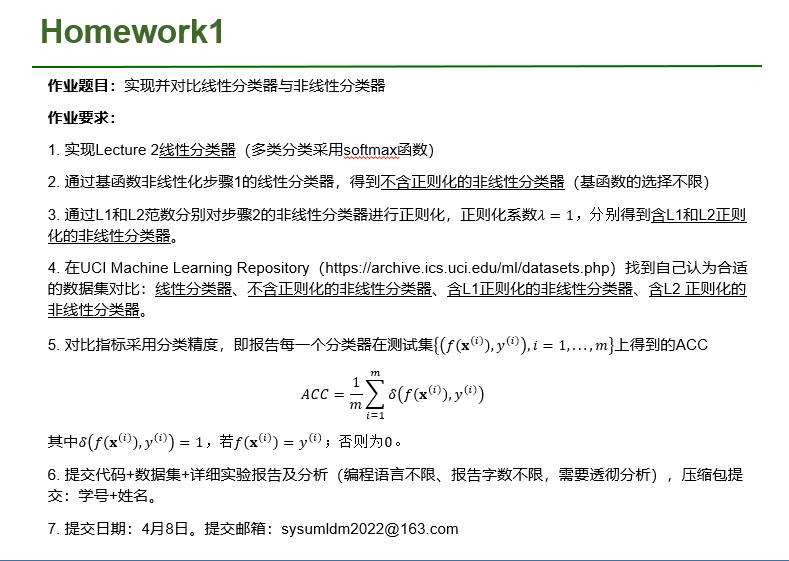 Homework1
作业题目：实现并对比线性分类器与非线性分类器
作业要求：
1. 实现Lecture 2线性分类器（多类分类采用softmax函数）
2. 通过基函数非线性化步骤1的线性分类器，得到不含正则化的非线性分类器（基函数的选择不限）
3. 通过L1和L2范数分别对步骤2的非线性分类器进行正则化，正则化系数λ = 1，分别得到含L1和L2正则
化的非线性分类器。
4. 在UCI Machine Learning Repository（https://archive.ics.uci.edu/ml/datasets.php）找到自己认为合适
的数据集对比：线性分类器、不含正则化的非线性分类器、含L1正则化的非线性分类器、含L2 正则化的
非线性分类器。
5. 对比指标采用分类精度，即报告每一个分类器在测试集{(f(x^(i)), y^(i)), i = 1, ..., m}上得到的ACC
ACC = \frac{1}{m} \sum_{i=1}^{m} δ(f(x^(i)), y^(i))
其中δ(f(x^(i)), y^(i)) = 1，若f(x^(i)) = y^(i)；否则为0。
6. 提交代码+数据集+详细实验报告及分析（编程语言不限、报告字数不限，需要透彻分析），压缩包提
交：学号+姓名。
7. 提交日期：4月8日。提交邮箱：sysumldm2022@163.com